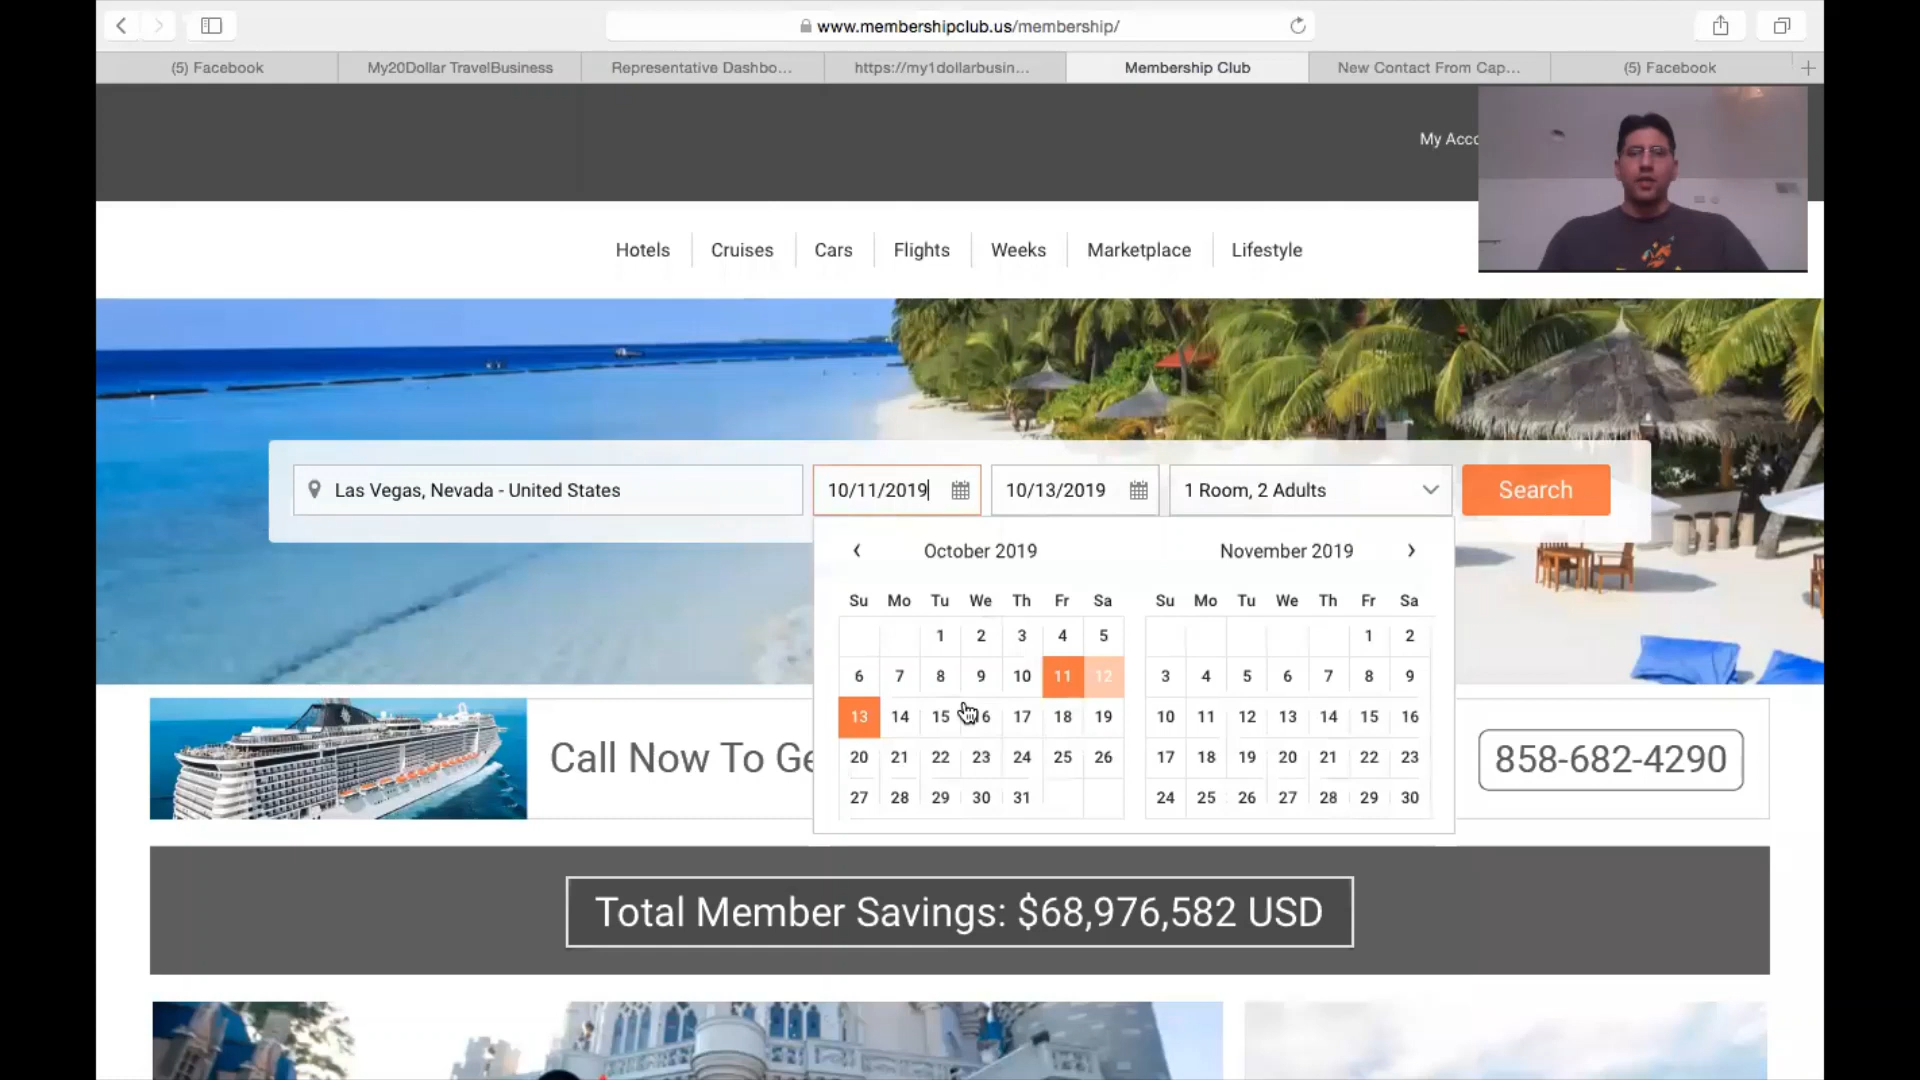 www.membershipclub.us/membership/
(5) Facebook
My20Dollar TravelBusiness
Representative Dashbo...
https://my1dollarbusin...
Membership Club
New Contact From Cap...
(5) Facebook
My Acco
Hotels
Cruises
Cars
Flights
Weeks
Marketplace
Lifestyle
Las Vegas, Nevada - United States
10/11/2019
10/13/2019
1 Room, 2 Adults
Search
October 2019
Su Mo Tu We Th Fr Sa
1 2 3 4 5
6 7 8 9 10 11 12
13 14 15 16 17 18 19
20 21 22 23 24 25 26
27 28 29 30 31
November 2019
Su Mo Tu We Th Fr Sa
1 2
3 4 5 6 7 8 9
10 11 12 13 14 15 16
17 18 19 20 21 22 23
24 25 26 27 28 29 30
Call Now To Ge
858-682-4290
Total Member Savings: $68,976,582 USD